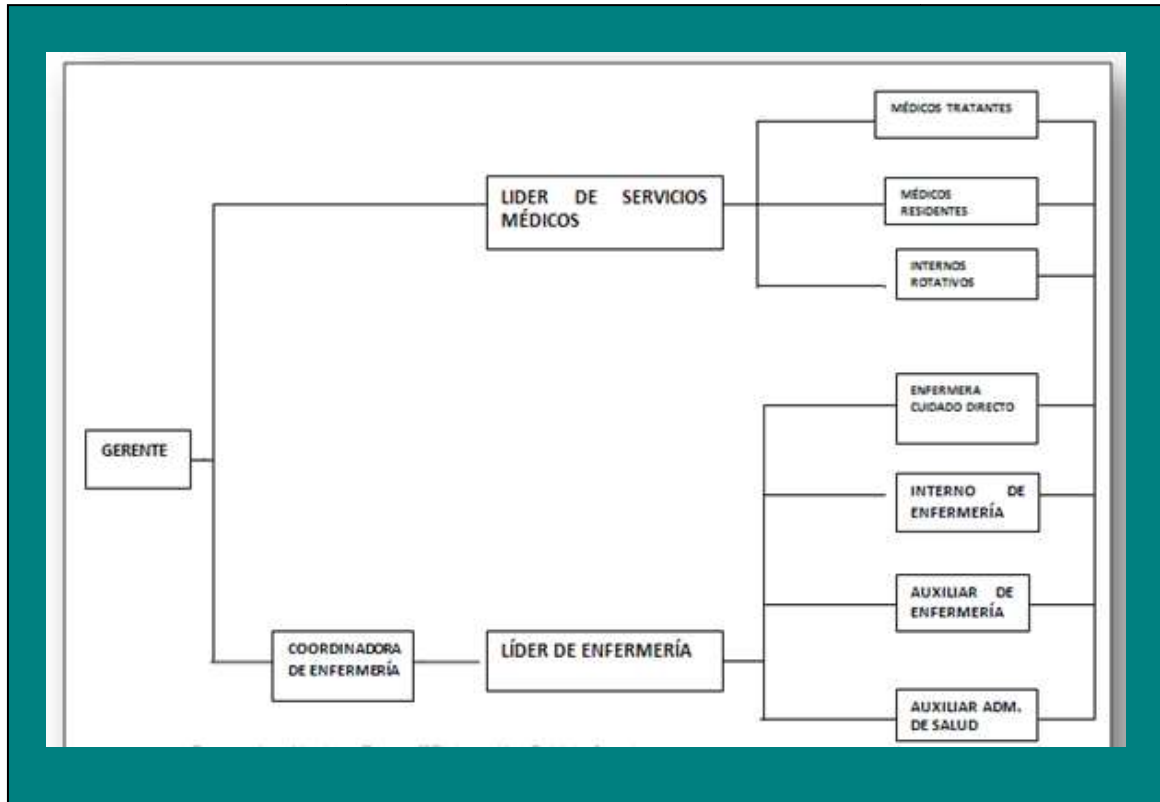 MÉDICOS TRATANTES
LIDER DE SERVICIOS
MÉDICOS
MÉDICOS
RESIDENTES
INTERNOS
ROTATIVOS
ENFERMERA
CUIDADO DIRECTO
GERENTE
INTERNO DE
ENFERMERÍA
AUXILIAR DE
ENFERMERÍA
COORDINADORA
DE ENFERMERÍA
LÍDER DE ENFERMERÍA
AUXILIAR ADM.
DE SALUD